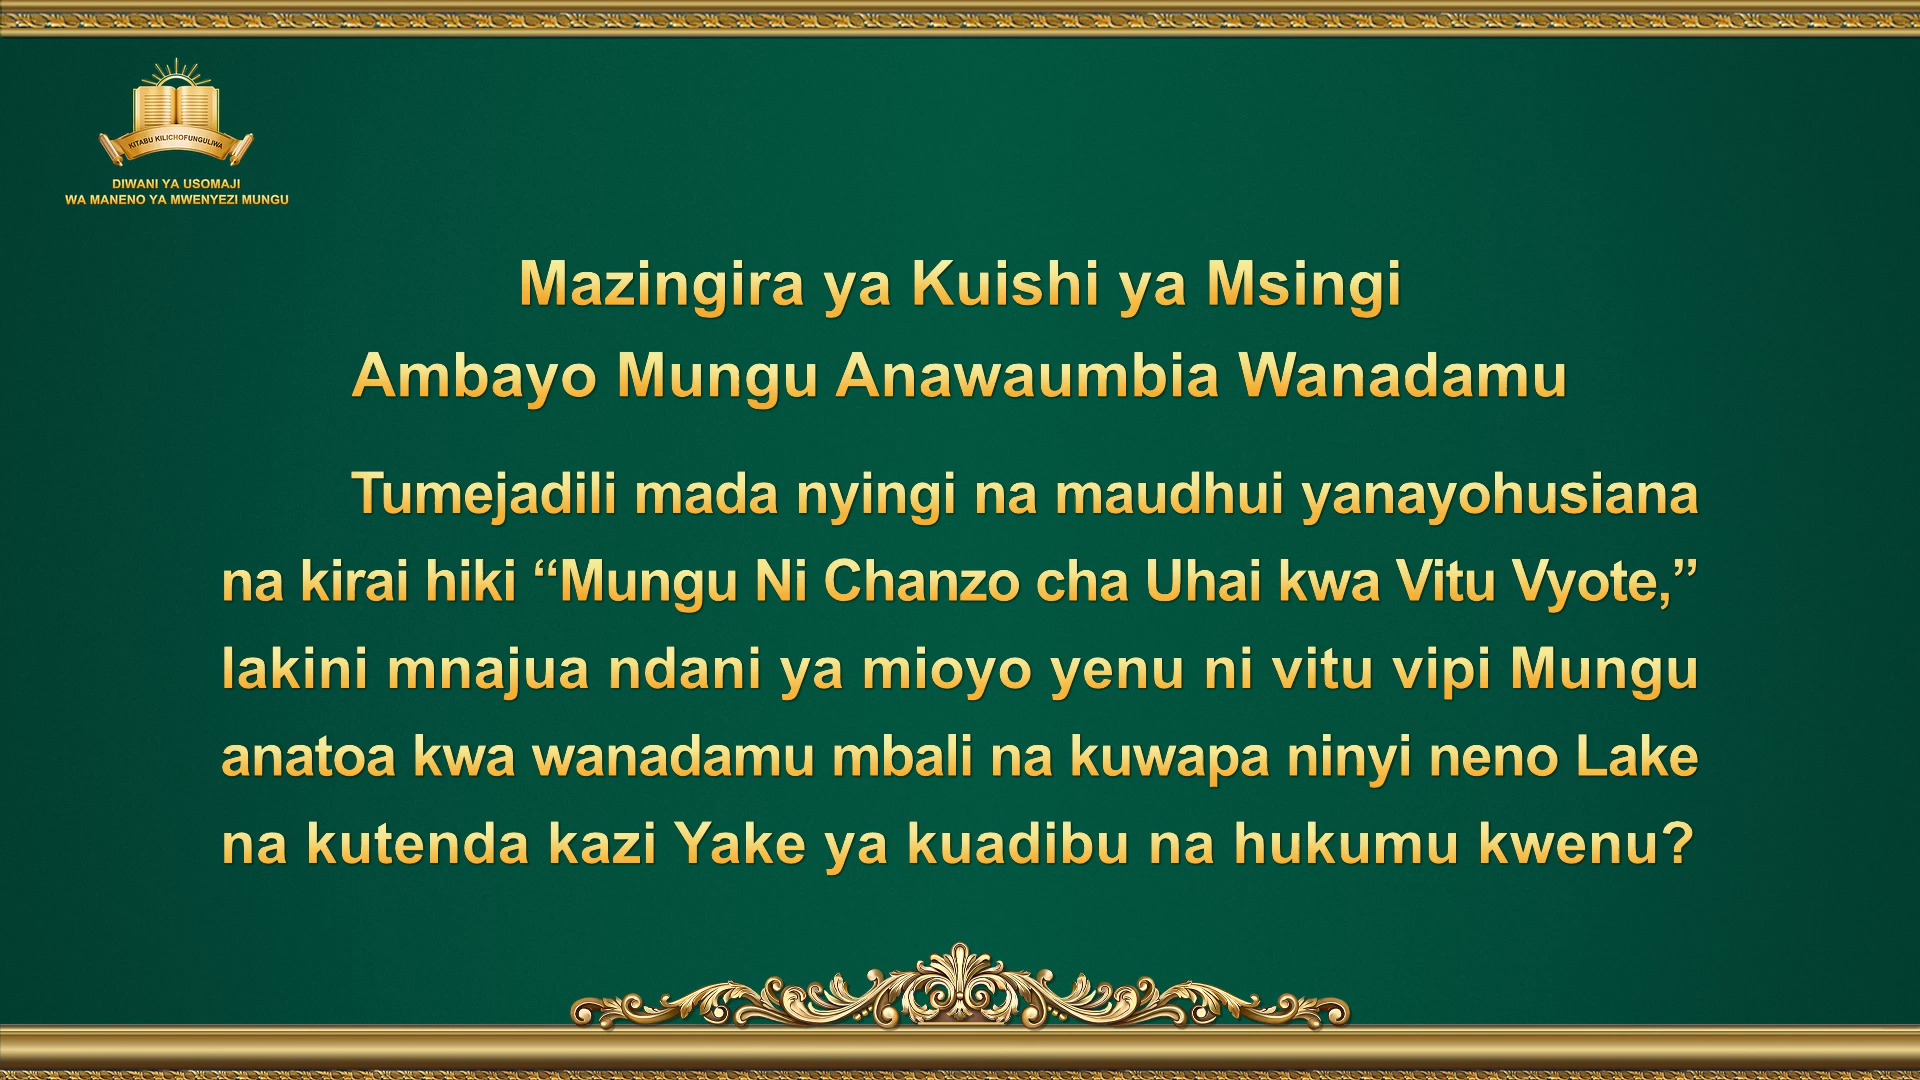 KITABU KILICHOFUNGULIWA
DIWANI YA USOMAJI
WA MANENO YA MWENYEZI MUNGU
Mazingira ya Kuishi ya Msingi
Ambayo Mungu Anawaumbia Wanadamu
Tumejadili mada nyingi na maudhui yanayohusiana
na kirai hiki “Mungu Ni Chanzo cha Uhai kwa Vitu Vyote,”
lakini mnajua ndani ya mioyo yenu ni vitu vipi Mungu
anatoa kwa wanadamu mbali na kuwapa ninyi neno Lake
na kutenda kazi Yake ya kuadibu na hukumu kwenu?